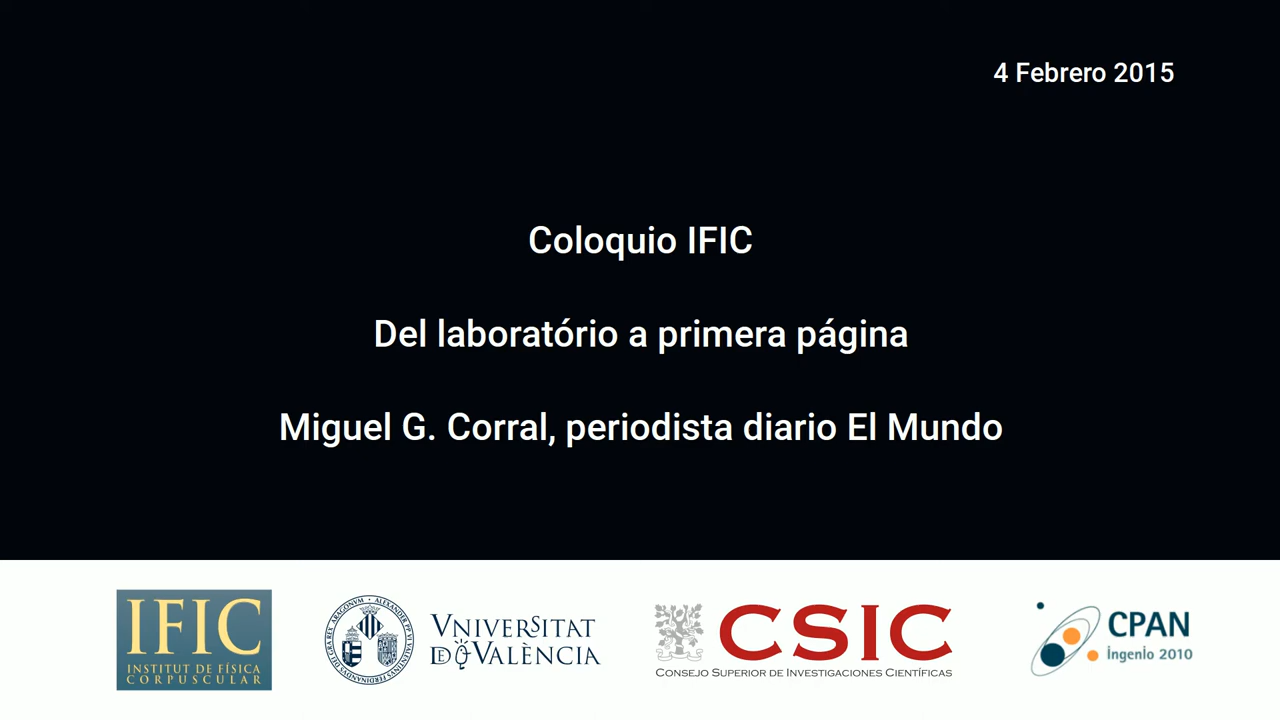 4 Febrero 2015
Coloquio IFIC
Del laboratório a primera página
Miguel G. Corral, periodista diario El Mundo
IFIC
INSTITUT DE FÍSICA
CORPUSCULAR
VNIVERSITAT
DE VALÈNCIA
CSIC
CONSEJO SUPERIOR DE INVESTIGACIONES CIENTÍFICAS
CPAN
ingenio 2010